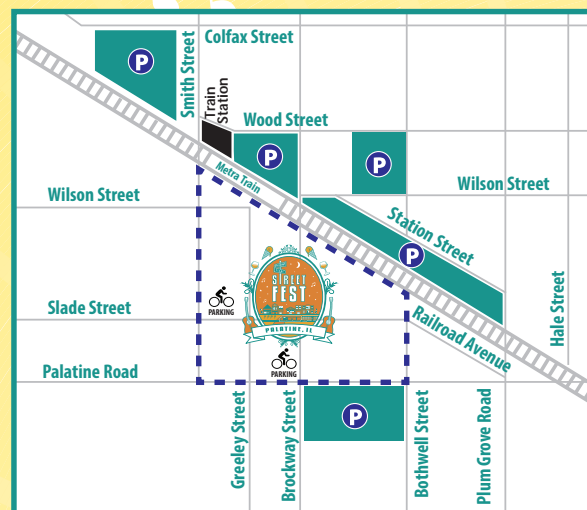 Colfax Street
Smith Street
P
Train
Station
Wood Street
P
P
Metra Train
Wilson Street
Wilson Street
Station Street
P
STREET
FEST
PALATINE, IL
PARKING
Slade Street
Railroad Avenue
Hale Street
PARKING
Palatine Road
Greeley Street
Brockway Street
P
Bothwell Street
Plum Grove Road